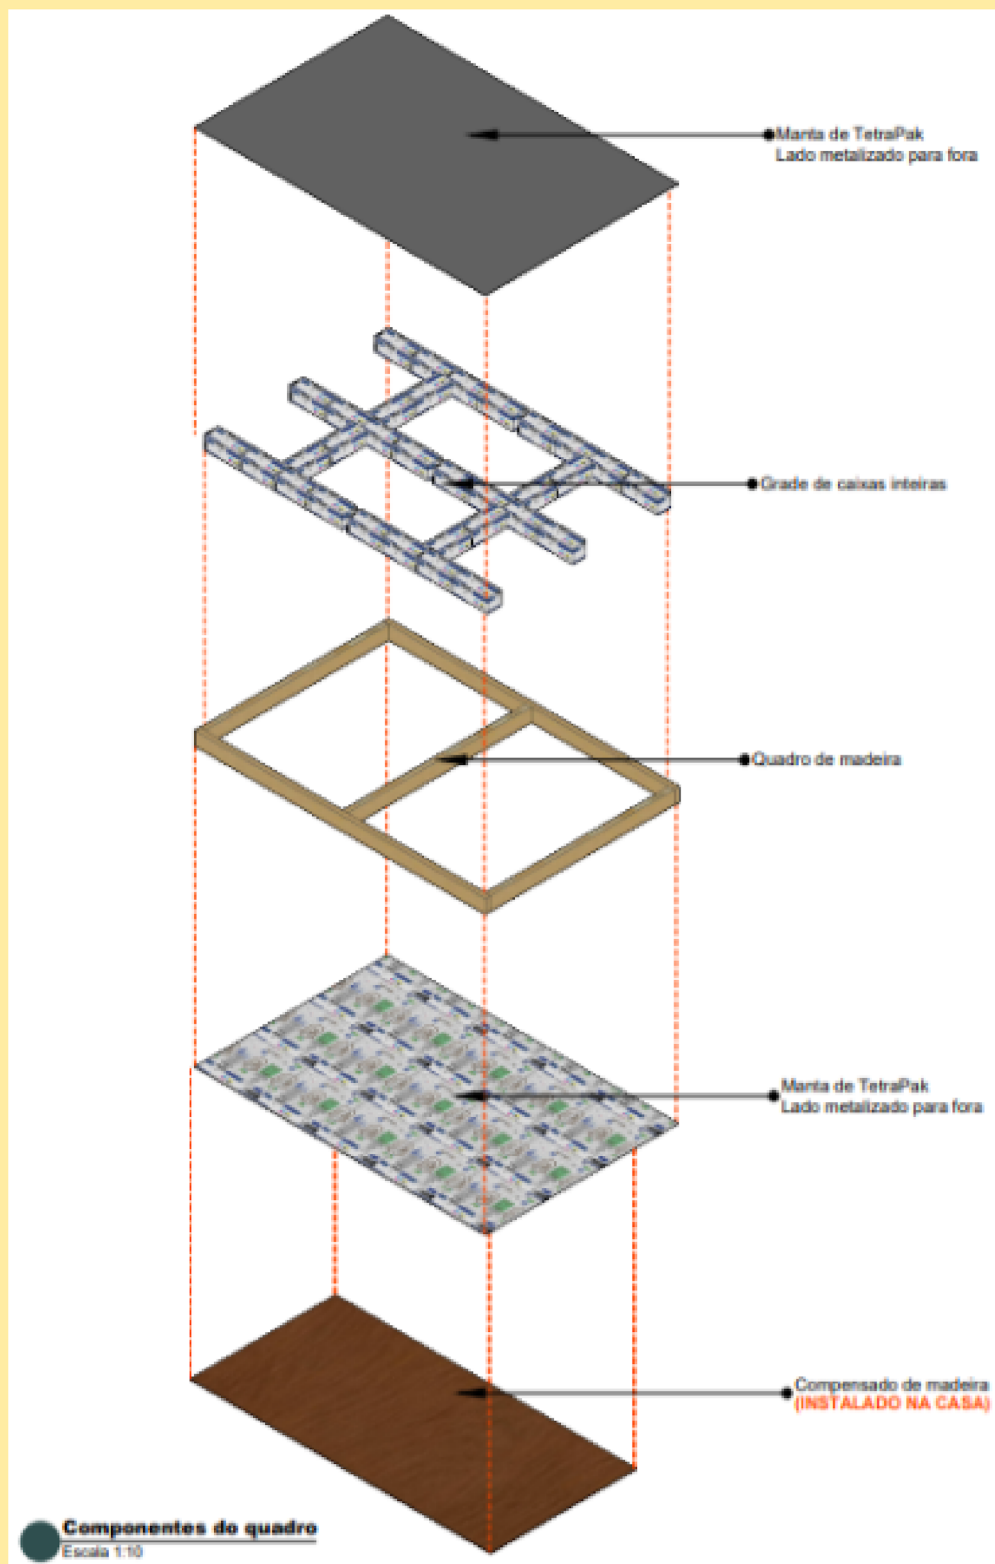 Manta de TetraPak
Lado metalizado para fora
Grade de caixas inteiras
Quadro de madeira
Manta de TetraPak
Lado metalizado para fora
Compensado de madeira
(INSTALADO NA CASA)
Componentes do quadro
Escala 1:10